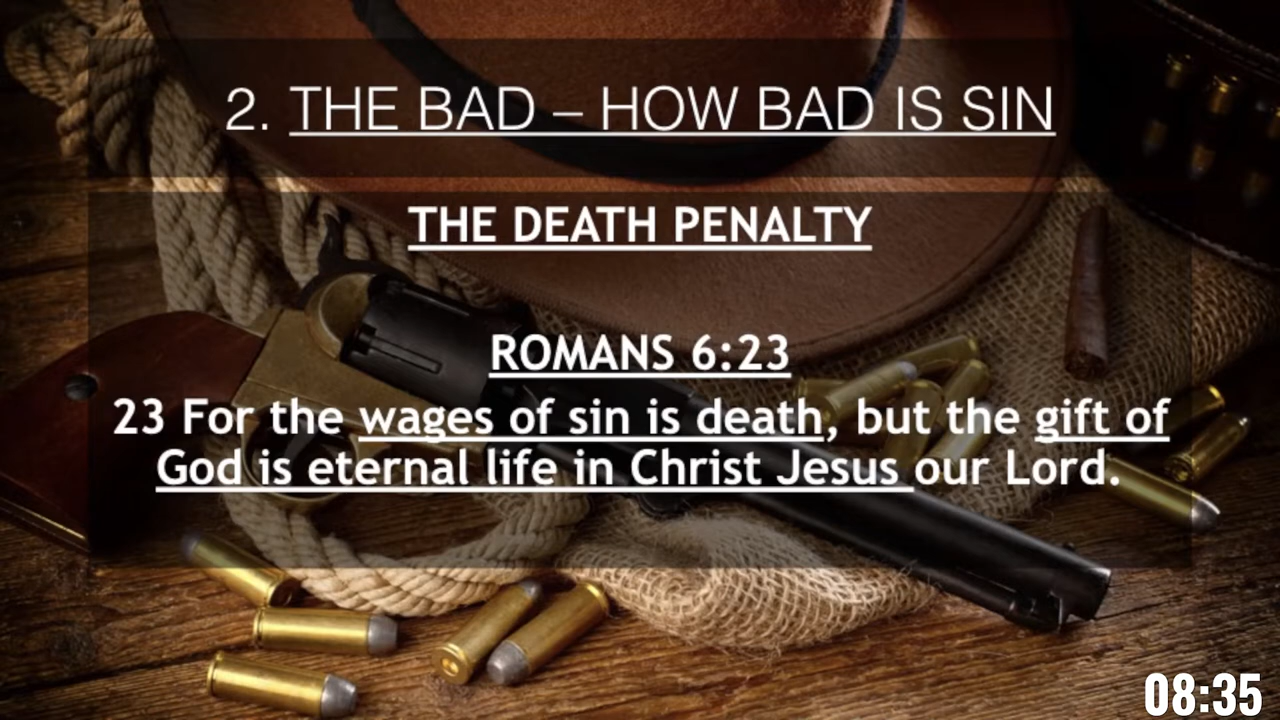 2. THE BAD – HOW BAD IS SIN
THE DEATH PENALTY
ROMANS 6:23
23 For the wages of sin is death, but the gift of
God is eternal life in Christ Jesus our Lord.
08:35